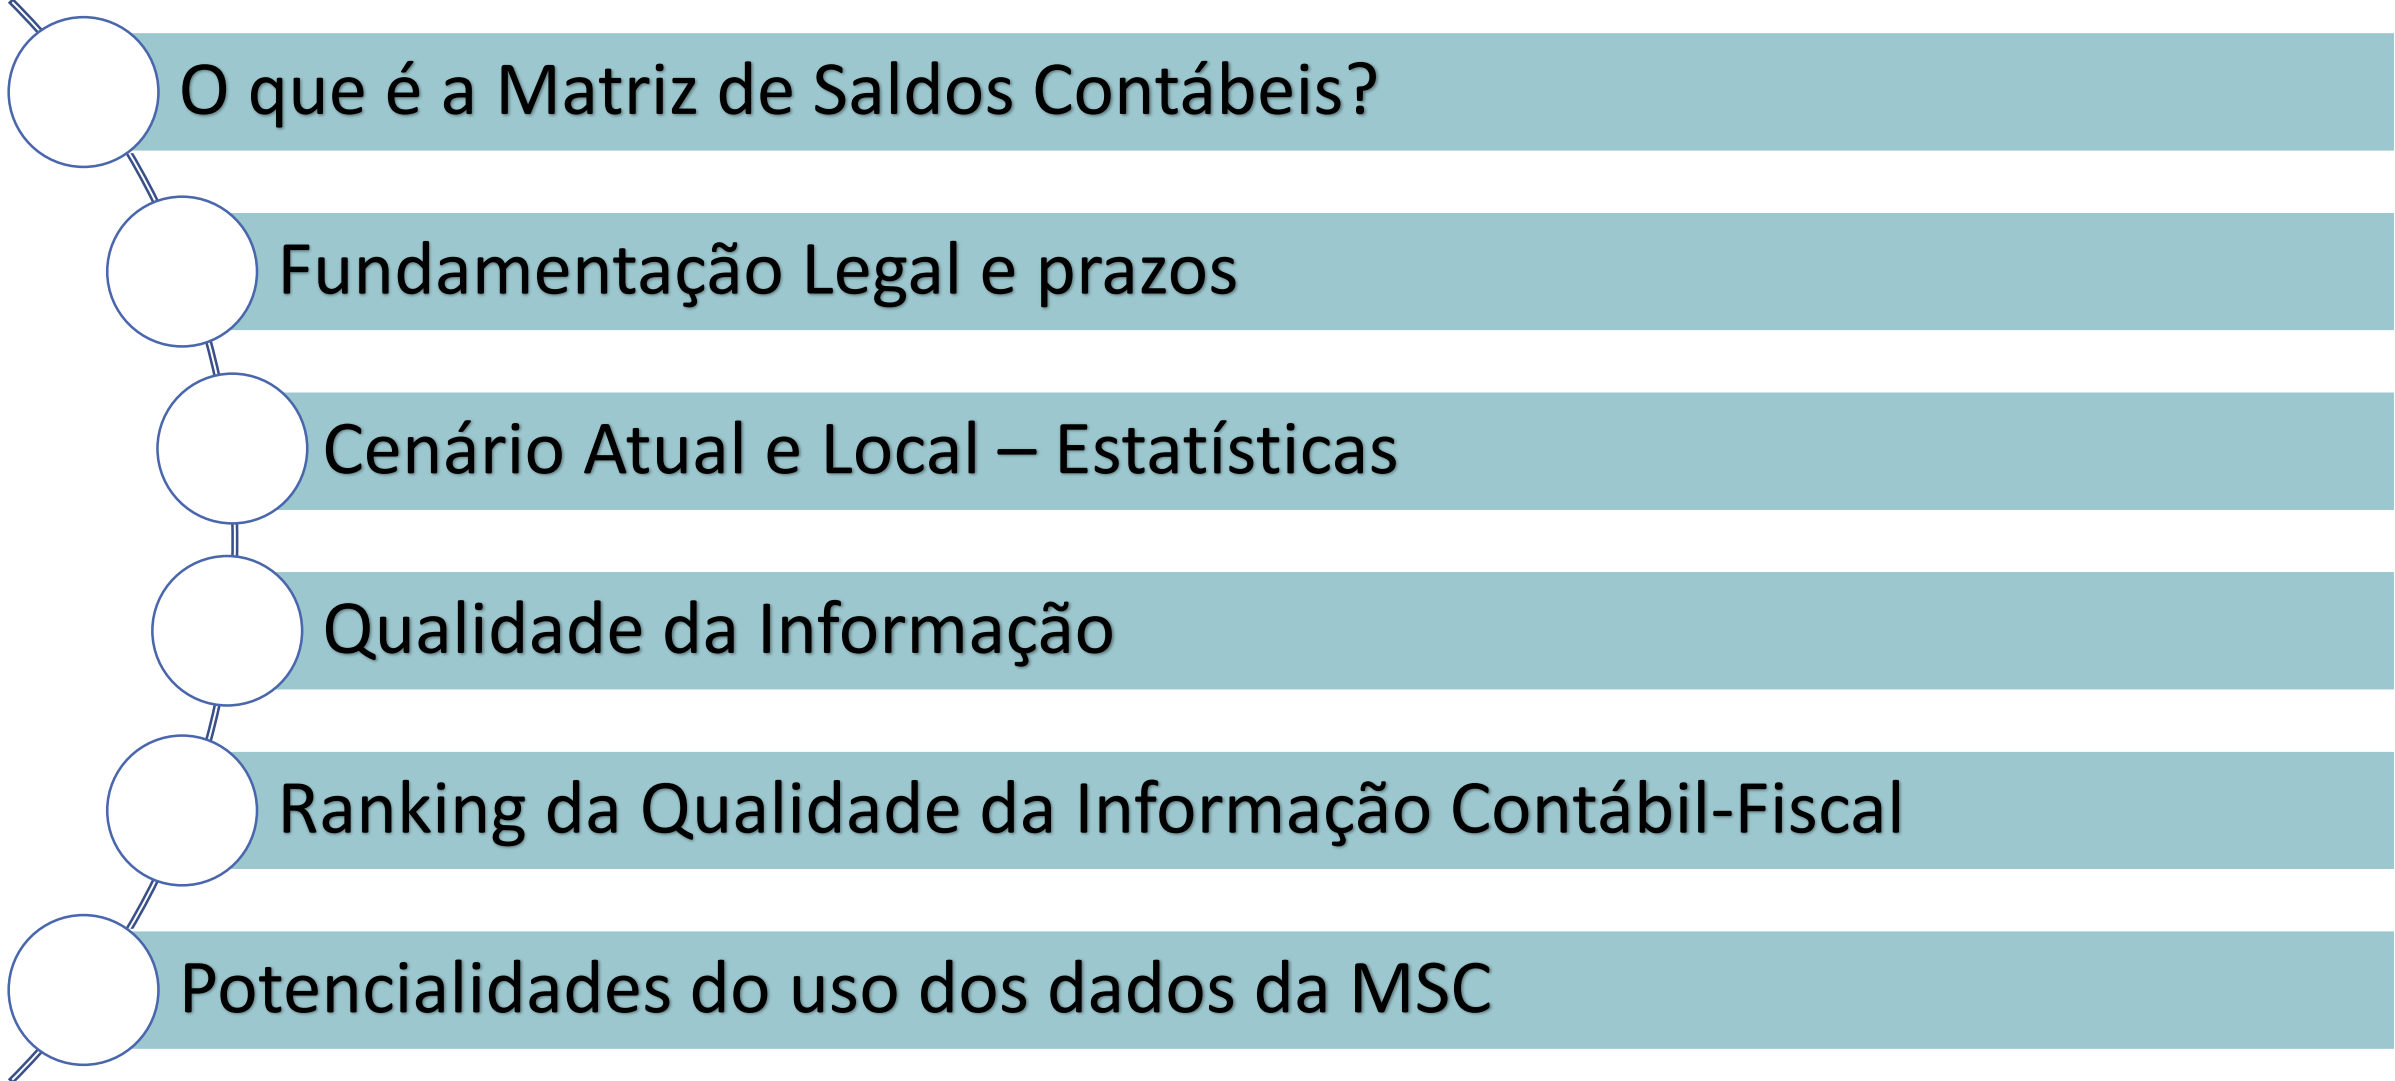 O que é a Matriz de Saldos Contábeis?
Fundamentação Legal e prazos
Cenário Atual e Local – Estatísticas
Qualidade da Informação
Ranking da Qualidade da Informação Contábil-Fiscal
Potencialidades do uso dos dados da MSC